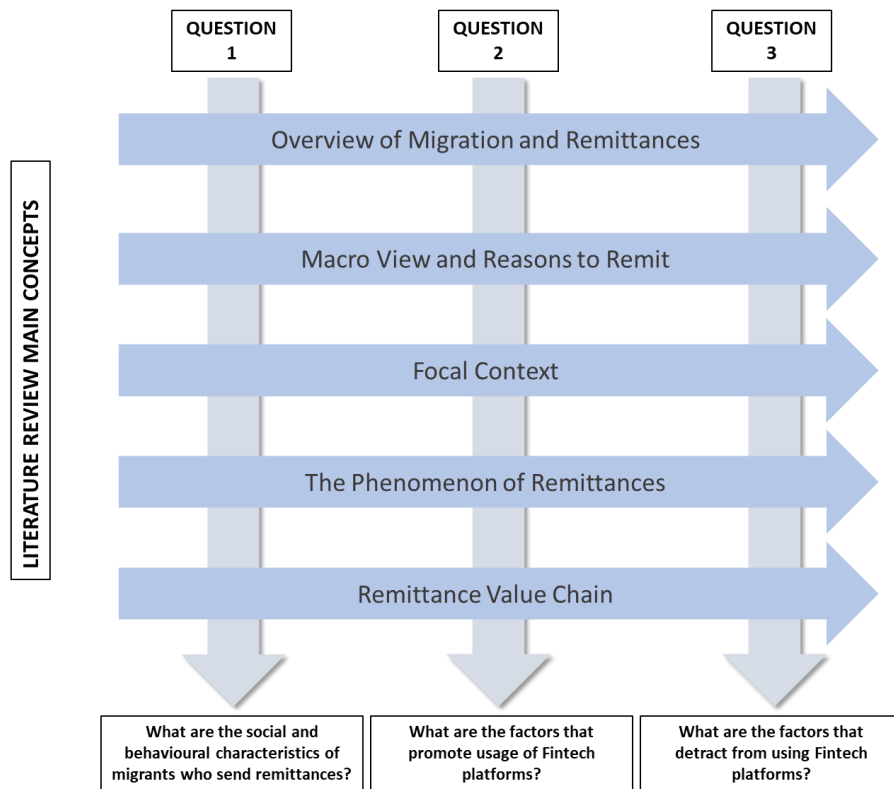 QUESTION
1
QUESTION
2
QUESTION
3
LITERATURE REVIEW MAIN CONCEPTS
Overview of Migration and Remittances
Macro View and Reasons to Remit
Focal Context
The Phenomenon of Remittances
Remittance Value Chain
What are the social and
behavioural characteristics of
migrants who send remittances?
What are the factors that
promote usage of Fintech
platforms?
What are the factors that
detract from using Fintech
platforms?